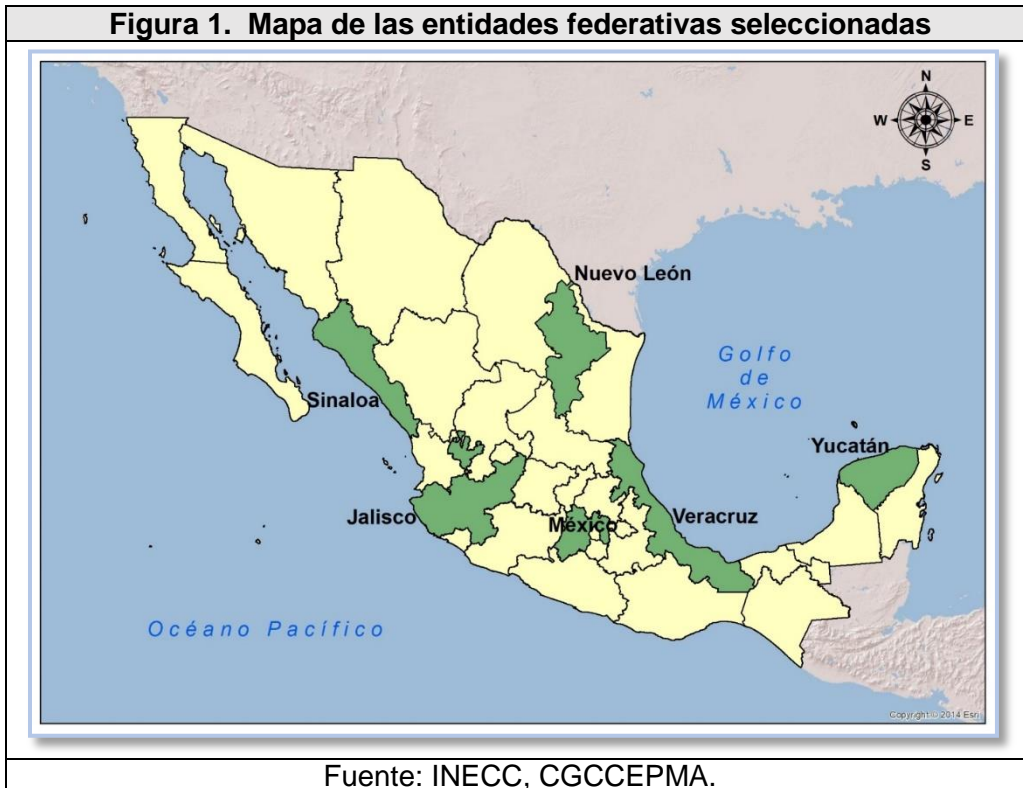 Figura 1. Mapa de las entidades federativas seleccionadas
N
W
E
S
Nuevo León
Golfo
de
México
Sinaloa
Yucatán
Jalisco
México
Veracruz
Océano Pacífico
Copyright:© 2014 Esri
Fuente: INECC, CGCCEPMA.